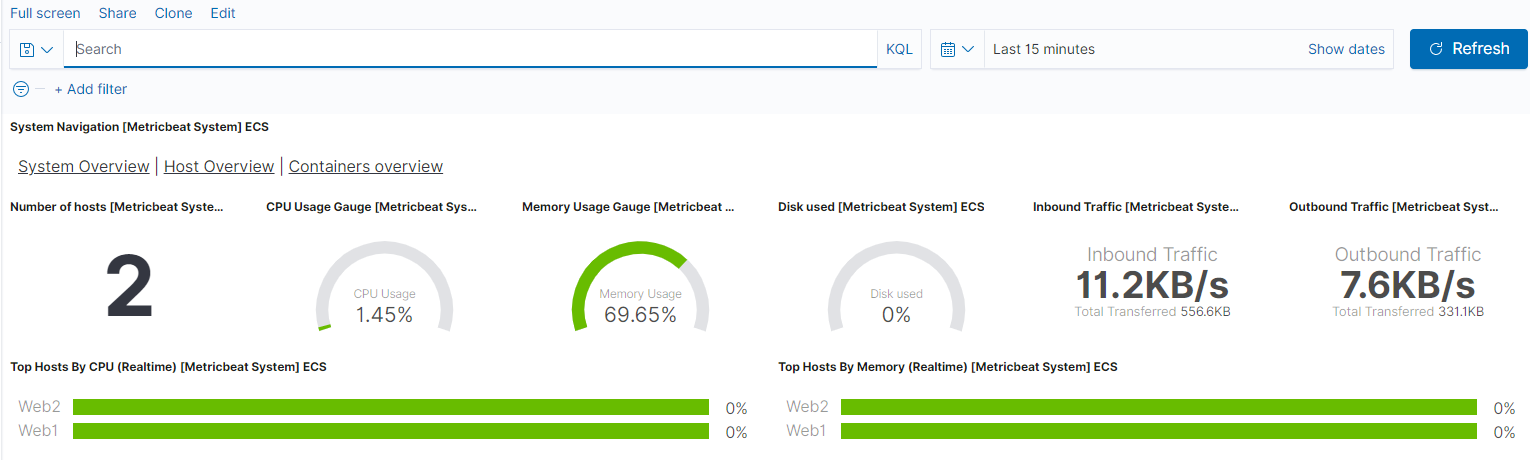 Full screen Share Clone Edit
Search KQL Last 15 minutes Show dates Refresh
+ Add filter
System Navigation [Metricbeat System] ECS
System Overview | Host Overview | Containers overview
Number of hosts [Metricbeat Syste... CPU Usage Gauge [Metricbeat Sys... Memory Usage Gauge [Metricbeat ... Disk used [Metricbeat System] ECS Inbound Traffic [Metricbeat Syste... Outbound Traffic [Metricbeat Syst...
2
CPU Usage
1.45%
Memory Usage
69.65%
Disk used
0%
Inbound Traffic
11.2KB/s
Total Transferred 556.6KB
Outbound Traffic
7.6KB/s
Total Transferred 331.1KB
Top Hosts By CPU (Realtime) [Metricbeat System] ECS
Web2 0%
Web1 0%
Top Hosts By Memory (Realtime) [Metricbeat System] ECS
Web2 0%
Web1 0%